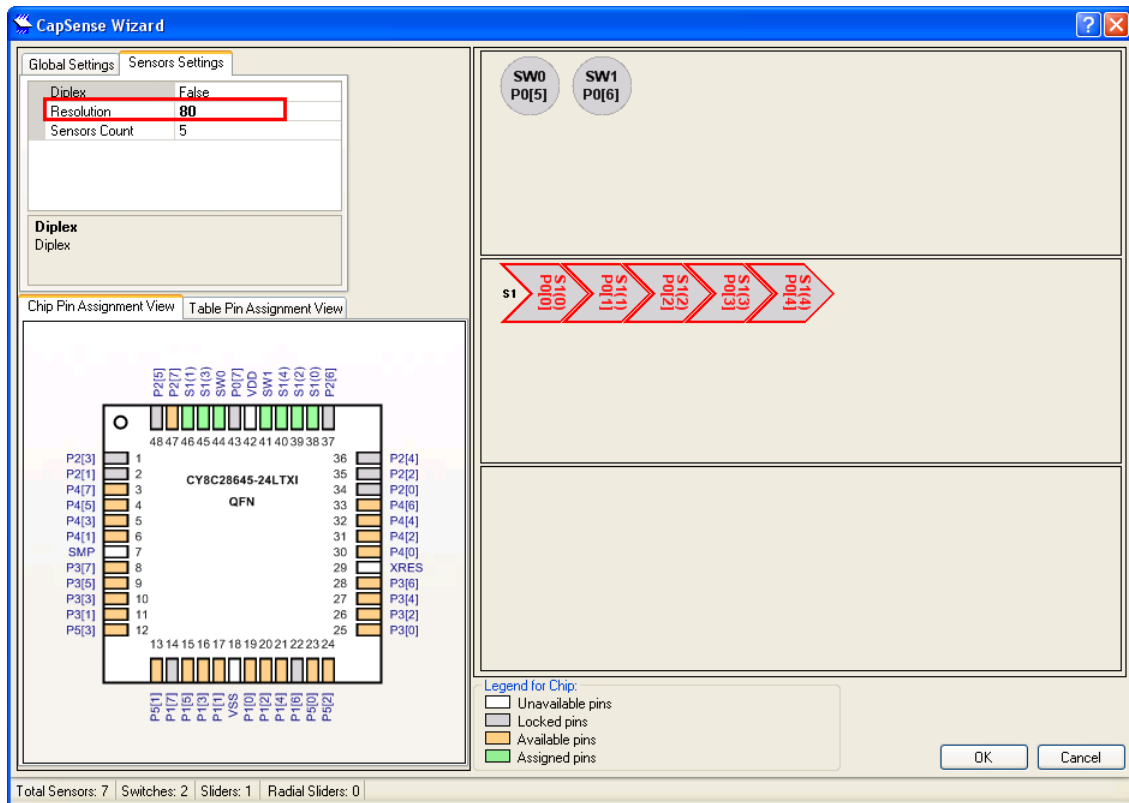 CapSense Wizard
Global Settings Sensors Settings
Diplex False
Resolution 80
Sensors Count 5
Diplex
Diplex
SW0 SW1
P0[5] P0[6]
S1
S1(0) S1(1) S1(2) S1(3) S1(4)
P0[0] P0[1] P0[2] P0[3] P0[4]
Chip Pin Assignment View Table Pin Assignment View
P2[5] P2[7] S1(1) S1(3) SW0 P0[7] VDD SW1 S1(4) S1(2) S1(0) P2[6]
48 47 46 45 44 43 42 41 40 39 38 37
P2[3] 1 36 P2[4]
P2[1] 2 35 P2[2]
CY8C28645-24LTXI
P4[7] 3 34 P2[0]
QFN
P4[5] 4 33 P4[6]
P4[3] 5 32 P4[4]
P4[1] 6 31 P4[2]
SMP 7 30 P4[0]
P3[7] 8 29 XRES
P3[5] 9 28 P3[6]
P3[3] 10 27 P3[4]
P3[1] 11 26 P3[2]
P5[3] 12 25 P3[0]
13 14 15 16 17 18 19 20 21 22 23 24
P5[1] P1[7] P1[5] P1[3] P1[1] VSS P1[0] P1[2] P1[4] P1[6] P5[0] P5[2]
Legend for Chip:
Unavailable pins
Locked pins
Available pins
Assigned pins
OK Cancel
Total Sensors: 7 Switches: 2 Sliders: 1 Radial Sliders: 0